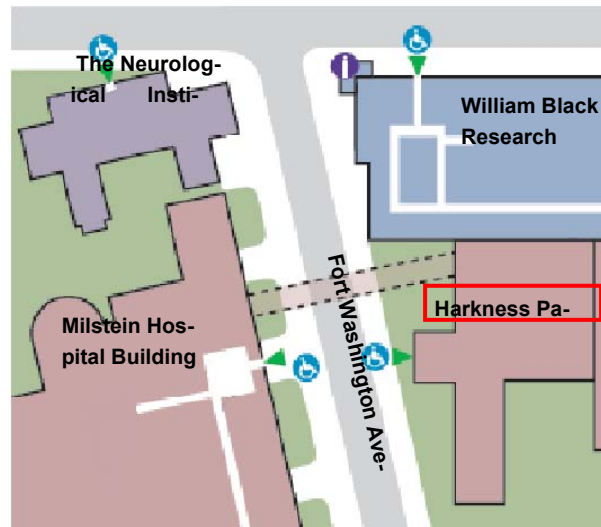 The Neurolog-
ical Insti-
William Black
Research
Fort Washington Ave-
Harkness Pa-
Milstein Hos-
pital Building